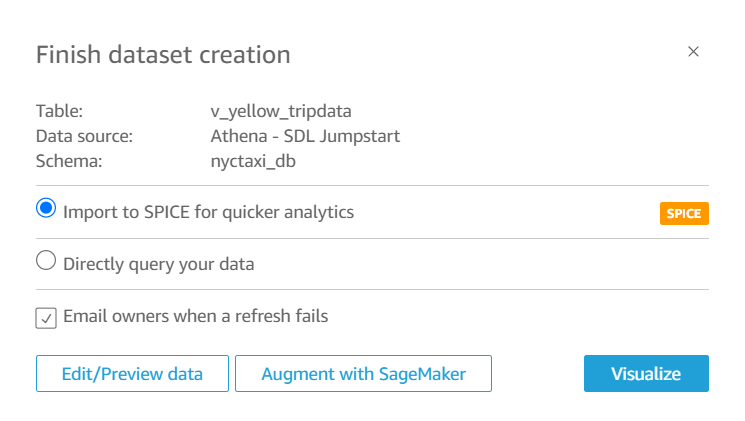 Finish dataset creation
Table: v_yellow_tripdata
Data source: Athena - SDL Jumpstart
Schema: nyctaxi_db
Import to SPICE for quicker analytics SPICE
Directly query your data
Email owners when a refresh fails
Edit/Preview data Augment with SageMaker Visualize